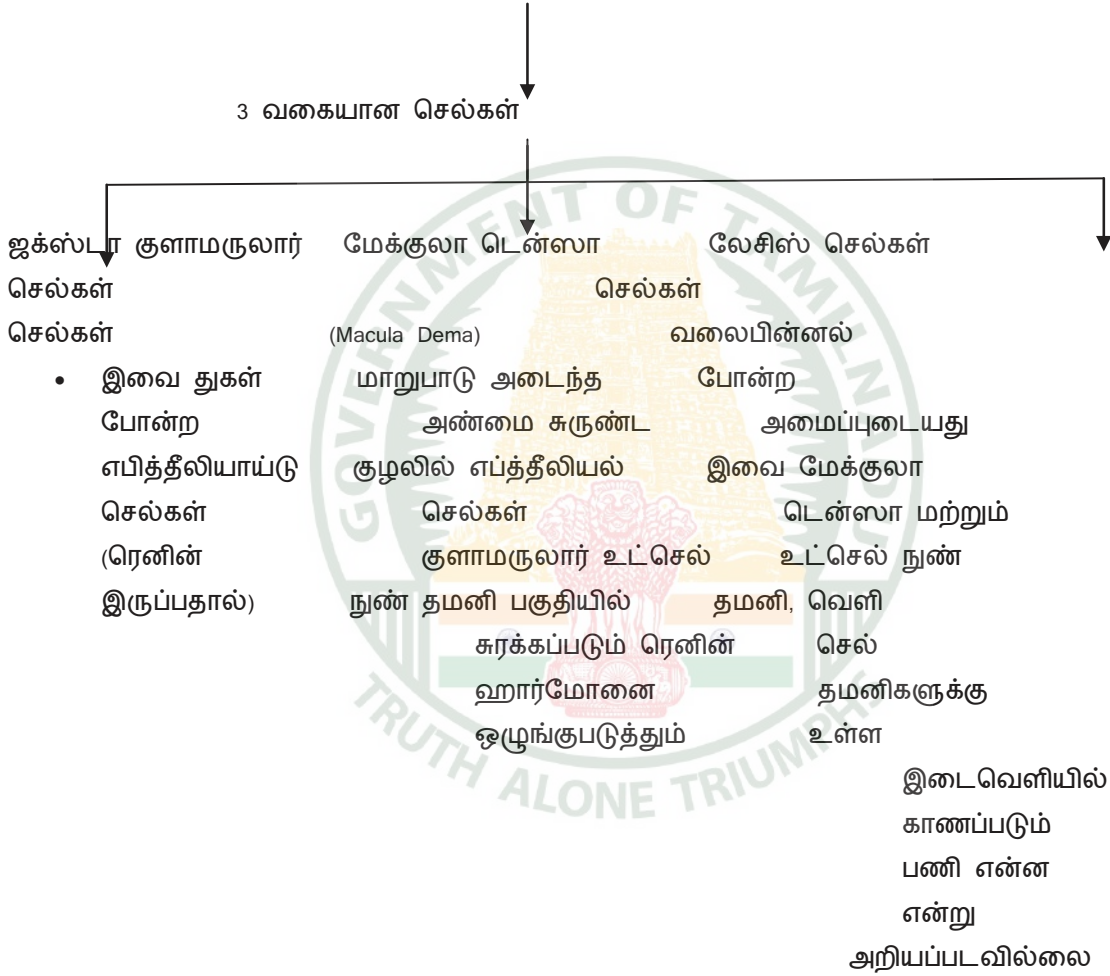 3 வகையான செல்கள்
ஜக்ஸ்டா குளாமருலார் மேக்குலா டென்ஸா லேசிஸ் செல்கள்
செல்கள் செல்கள்
செல்கள் (Macula Dema) வலைபின்னல்
• இவை துகள் மாறுபாடு அடைந்த போன்ற
போன்ற அண்மை சுருண்ட அமைப்புடையது
எபித்தீலியாய்டு குழலில் எப்த்தீலியல் இவை மேக்குலா
செல்கள் செல்கள் டென்ஸா மற்றும்
(ரெனின் குளாமருலார் உட்செல் உட்செல் நுண்
இருப்பதால்) நுண் தமனி பகுதியில் தமனி, வெளி
சுரக்கப்படும் ரெனின் செல்
ஹார்மோனை தமனிகளுக்கு
ஒழுங்குபடுத்தும் உள்ள
இடைவெளியில்
காணப்படும்
பணி என்ன
என்று
அறியப்படவில்லை
GOVERNMENT OF TAMILNADU
TRUTH ALONE TRIUMPHS